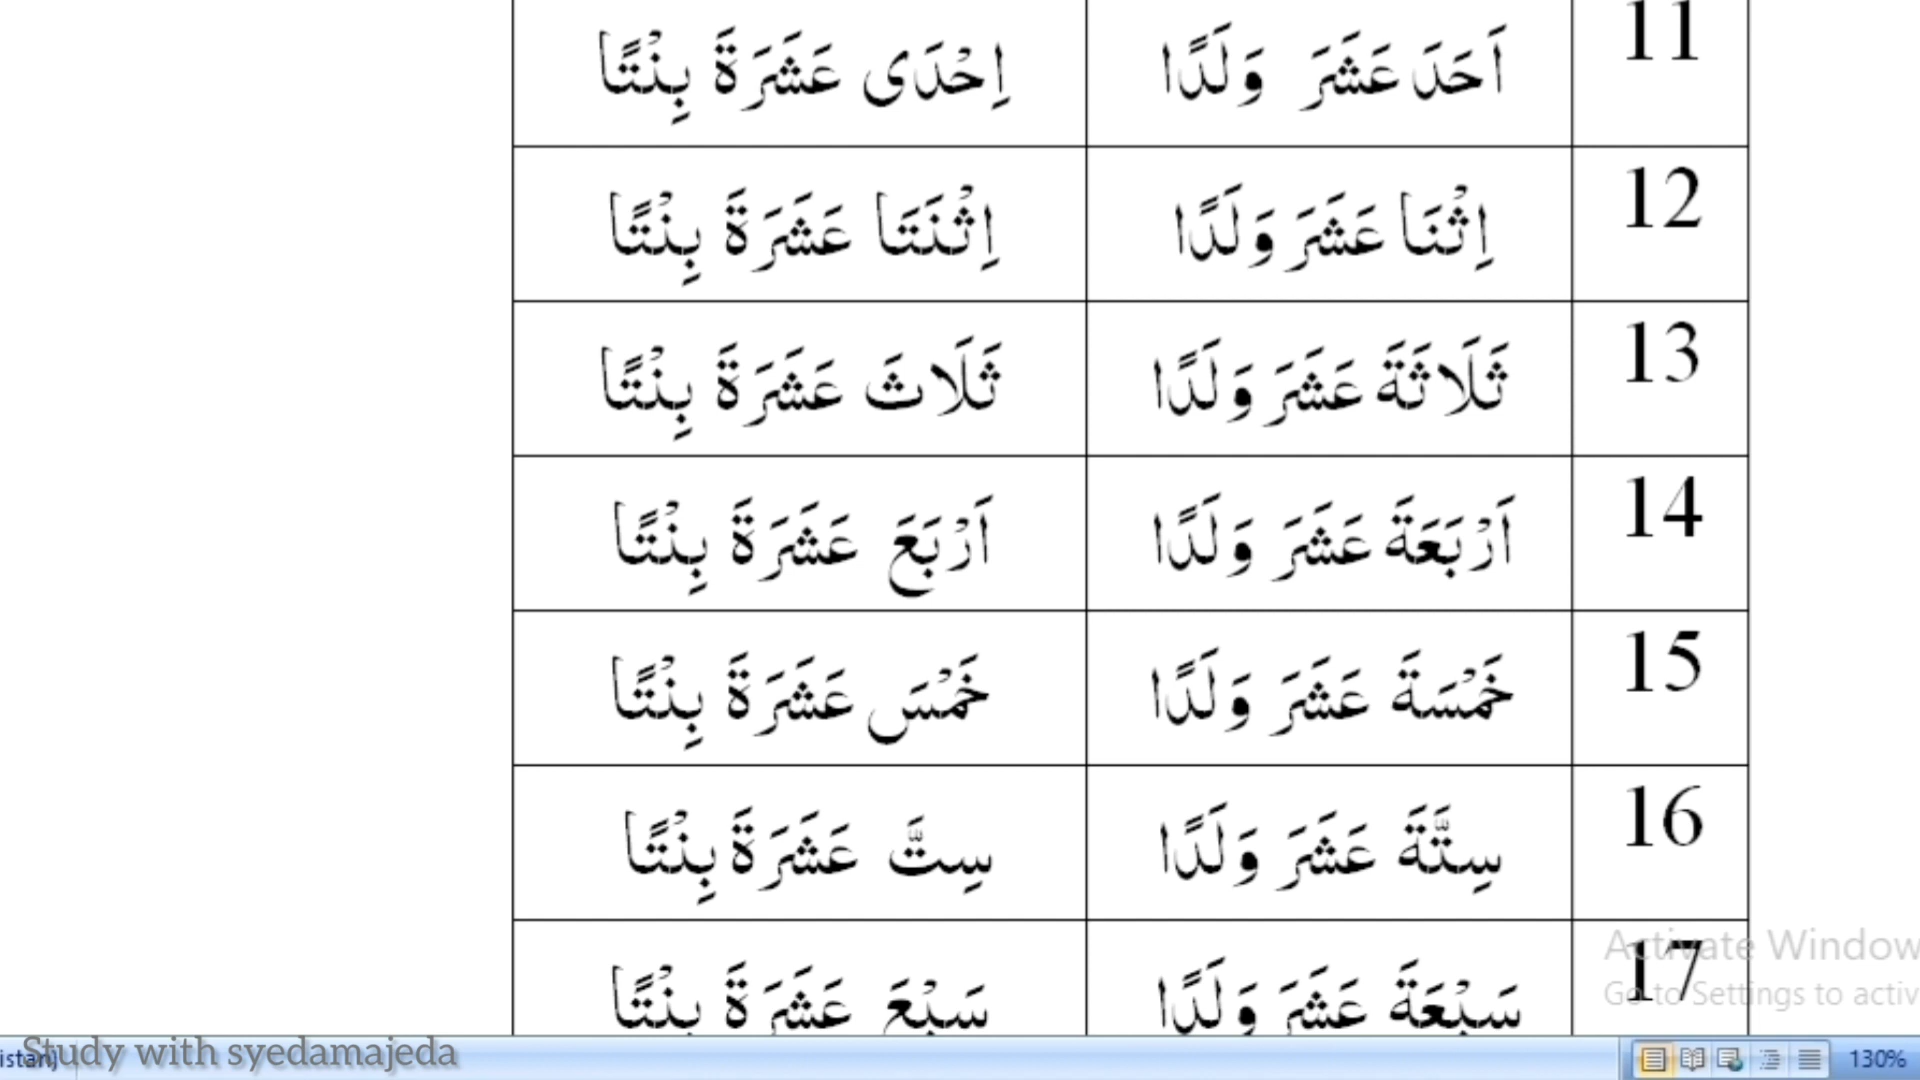 11 اَحَدَ عَشَرَ وَلَدًا اِحْدَى عَشَرَةَ بِنْتًا
12 اِثْنَا عَشَرَ وَلَدًا اِثْنَتَا عَشَرَةَ بِنْتًا
13 ثَلَاثَةَ عَشَرَ وَلَدًا ثَلَاثَ عَشَرَةَ بِنْتًا
14 اَرْبَعَةَ عَشَرَ وَلَدًا اَرْبَعَ عَشَرَةَ بِنْتًا
15 خَمْسَةَ عَشَرَ وَلَدًا خَمْسَ عَشَرَةَ بِنْتًا
16 سِتَّةَ عَشَرَ وَلَدًا سِتَّ عَشَرَةَ بِنْتًا
17 سَبْعَةَ عَشَرَ وَلَدًا سَبْعَ عَشَرَةَ بِنْتًا
Activate Window
Go to Settings to activ
istan)
Study with syedamajeda
130%